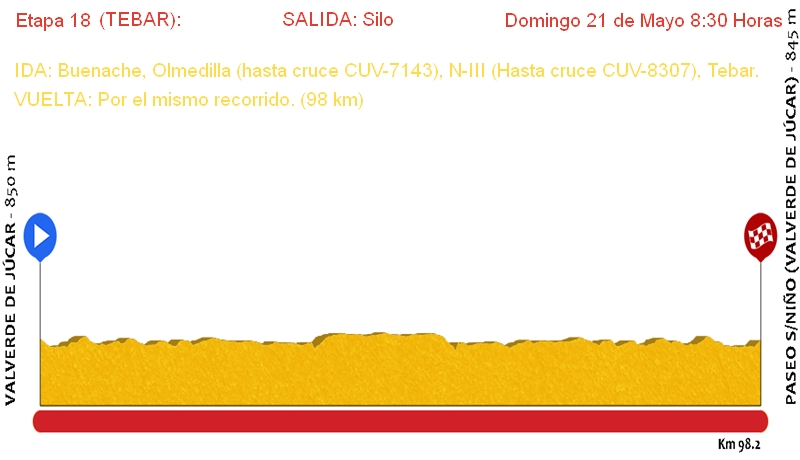 Etapa 18 (TEBAR): SALIDA: Silo Domingo 21 de Mayo 8:30 Horas
IDA: Buenache, Olmedilla (hasta cruce CUV-7143), N-III (Hasta cruce CUV-8307), Tebar.
VUELTA: Por el mismo recorrido. (98 km)
VALVERDE DE JÚCAR - 850 m
PASEO S/NIÑO (VALVERDE DE JÚCAR) - 845 m
Km 98.2